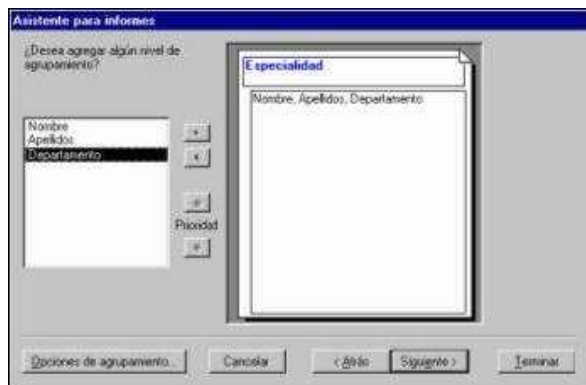 Asistente para informes
¿Desea agregar algún nivel de
agrupamiento?
Especialidad
Nombre, Apellidos, Departamento
Nombre
Apellidos
Departamento
Prioridad
Opciones de agrupamiento...
Cancelar
< Atrás
Siguiente >
Terminar